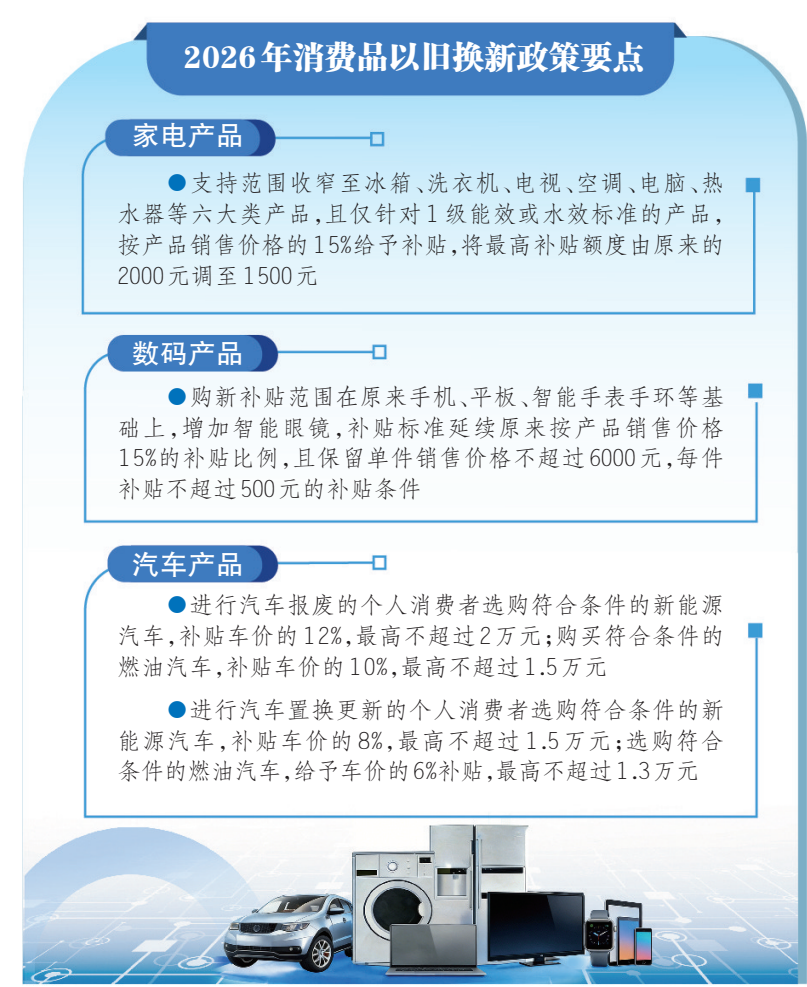 2026年消费品以旧换新政策要点
家电产品
●支持范围收窄至冰箱、洗衣机、电视、空调、电脑、热
水器等六大类产品,且仅针对1级能效或水效标准的产品,
按产品销售价格的15%给予补贴,将最高补贴额度由原来的
2000元调至1500元
数码产品
●购新补贴范围在原来手机、平板、智能手表手环等基
础上,增加智能眼镜,补贴标准延续原来按产品销售价格
15%的补贴比例,且保留单件销售价格不超过6000元,每件
补贴不超过500元的补贴条件
汽车产品
●进行汽车报废的个人消费者选购符合条件的新能源
汽车,补贴车价的12%,最高不超过2万元;购买符合条件的
燃油汽车,补贴车价的10%,最高不超过1.5万元
●进行汽车置换更新的个人消费者选购符合条件的新
能源汽车,补贴车价的8%,最高不超过1.5万元;选购符合
条件的燃油汽车,给予车价的6%补贴,最高不超过1.3万元